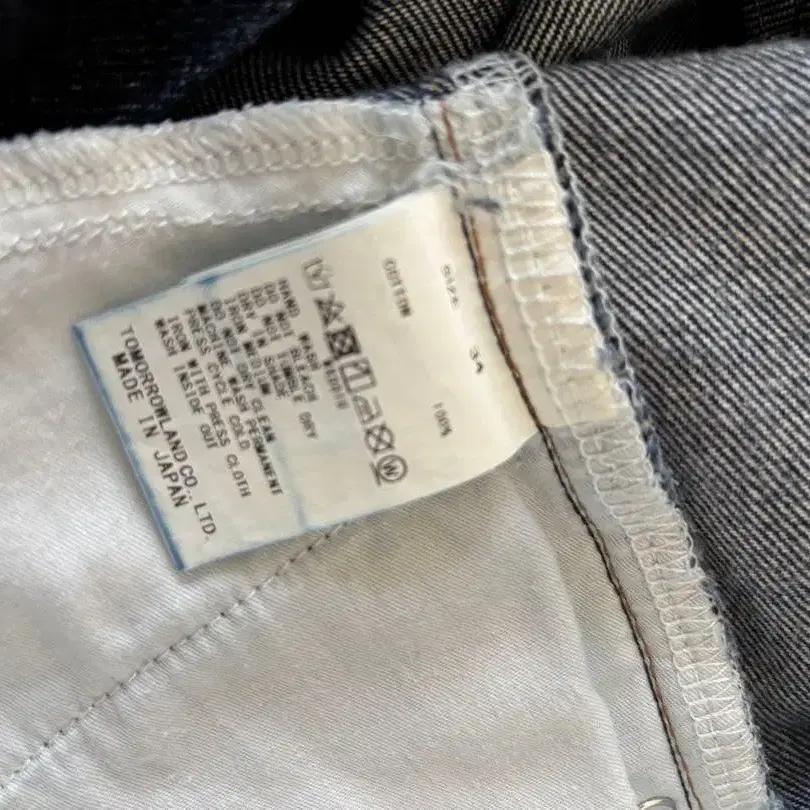 SIZE 34
COTTON 100%
HAND WASH
DO NOT BLEACH
DO NOT TUMBLE DRY
DRY IN SHADE
IRON MEDIUM
DO NOT DRY CLEAN
MACHINE WASH PERMANENT
PRESS CYCLE COLD
IRON WITH PRESS CLOTH
WASH INSIDE OUT
TOMORROWLAND CO., LTD.
MADE IN JAPAN